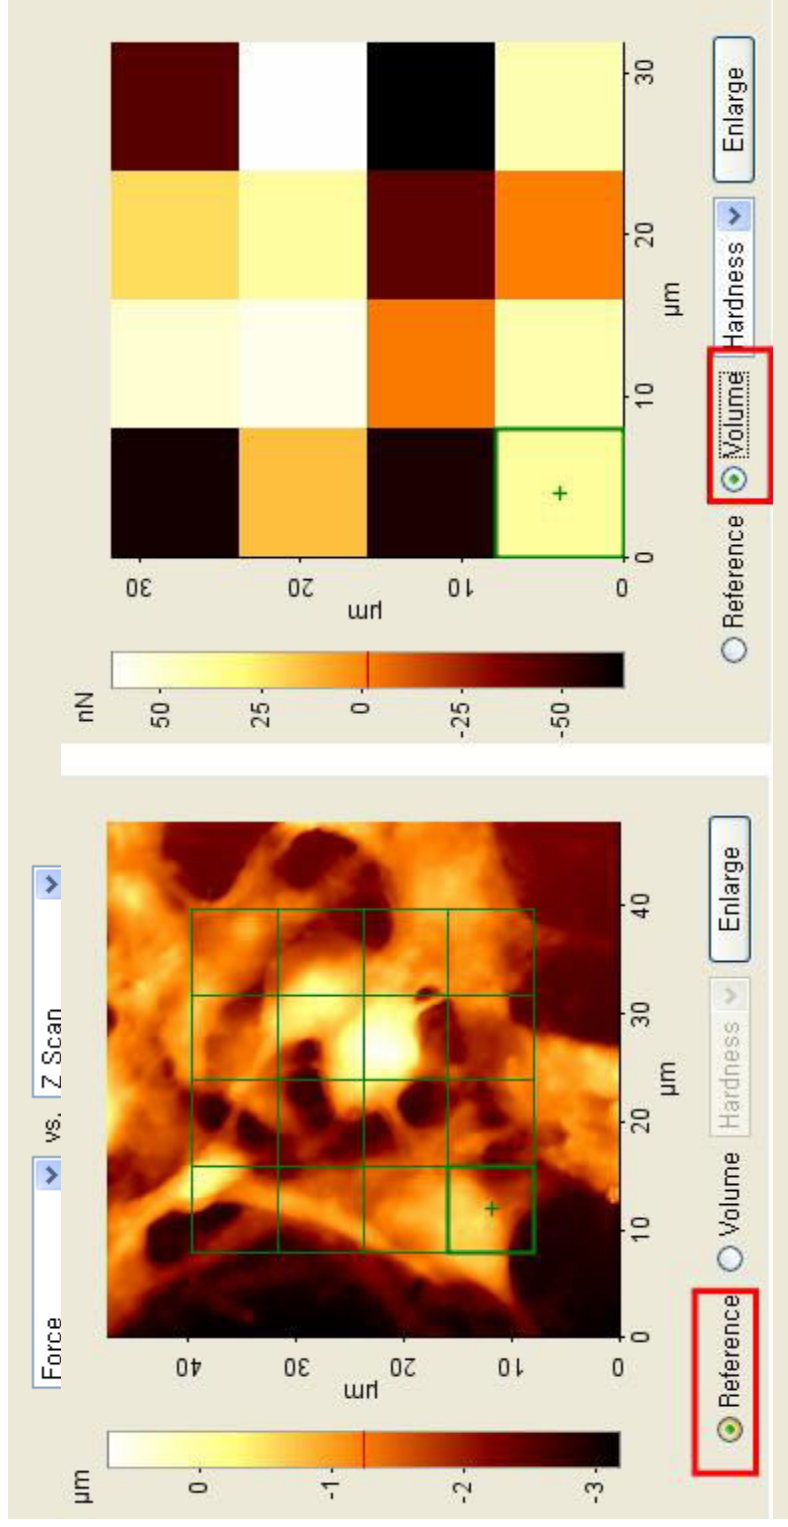 Force vs. Z Scan
µm
0
-1
-2
-3
40
30
20
10
0
µm
0 10 20 30 40
µm
Reference Volume Hardness Enlarge
nN
50
25
0
-25
-50
30
20
10
0
µm
0 10 20 30
µm
Reference Volume Hardness Enlarge